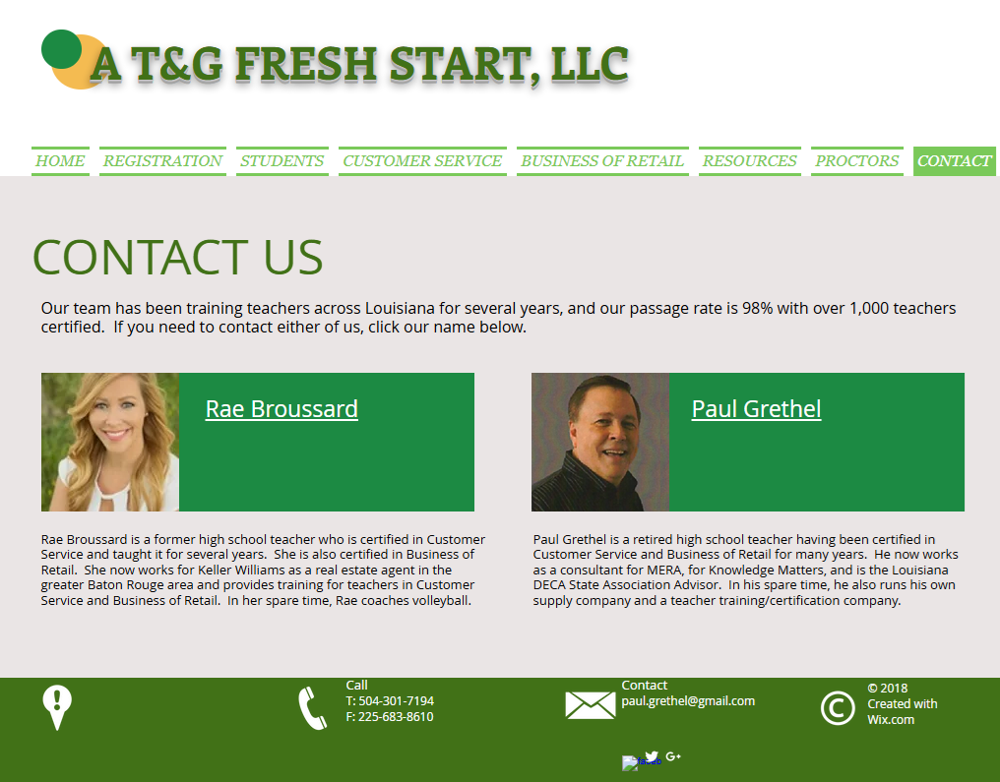 A T&G FRESH START, LLC
HOME REGISTRATION STUDENTS CUSTOMER SERVICE BUSINESS OF RETAIL RESOURCES PROCTORS CONTACT
CONTACT US
Our team has been training teachers across Louisiana for several years, and our passage rate is 98% with over 1,000 teachers
certified.  If you need to contact either of us, click our name below.
Rae Broussard
Rae Broussard is a former high school teacher who is certified in Customer
Service and taught it for several years.  She is also certified in Business of
Retail.  She now works for Keller Williams as a real estate agent in the
greater Baton Rouge area and provides training for teachers in Customer
Service and Business of Retail.  In her spare time, Rae coaches volleyball.
Paul Grethel
Paul Grethel is a retired high school teacher having been certified in
Customer Service and Business of Retail for many years.  He now works
as a consultant for MERA, for Knowledge Matters, and is the Louisiana
DECA State Association Advisor.  In his spare time, he also runs his own
supply company and a teacher training/certification company.
Call
T: 504-301-7194
F: 225-683-8610
Contact
paul.grethel@gmail.com
© 2018
Created with
Wix.com